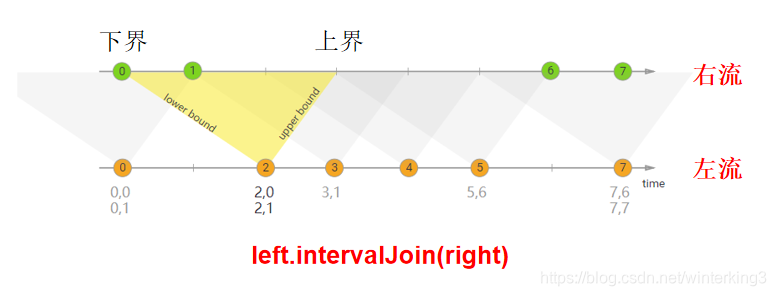 下界 上界
0 1 6 7 右流
lower bound upper bound
0 2 3 4 5 7 左流
time
0,0 2,0 3,1 5,6 7,6
0,1 2,1 7,7
left.intervalJoin(right)
https://blog.csdn.net/winterking3